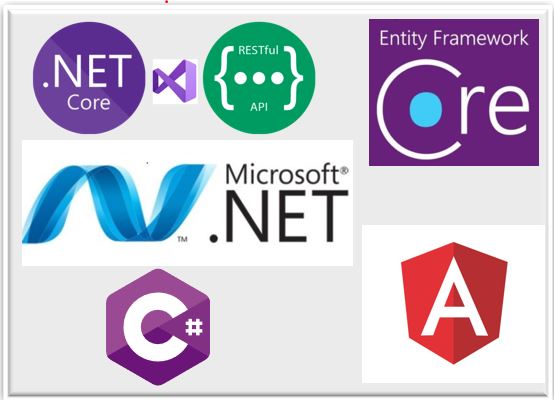 .NET
Core
RESTful
{•••}
API
Entity Framework
Core
Microsoft®
.NET
TM
C#
A